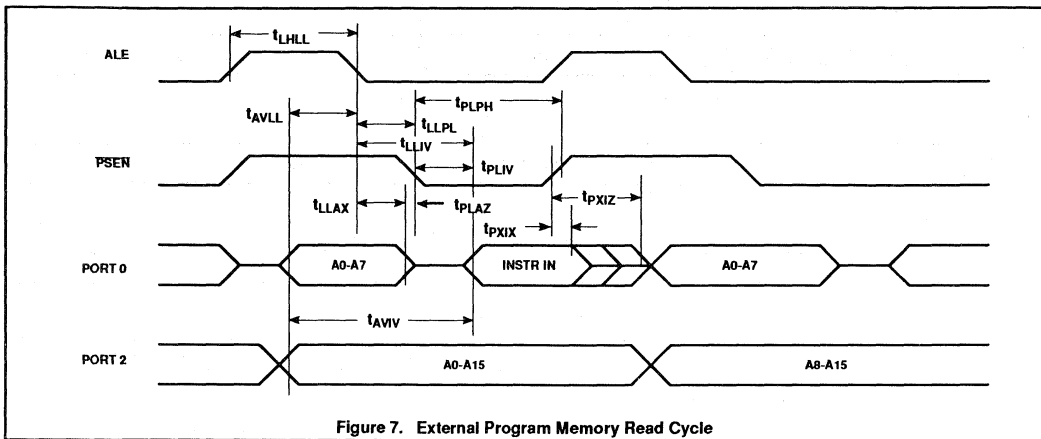 tLHLL
ALE
tPLPH
tAVLL
tLLPL
tLLIV
PSEN
tPLIV
tPXIZ
tLLAX
tPLAZ
tPXIX
PORT 0
A0-A7
INSTR IN
A0-A7
tAVIV
PORT 2
A0-A15
A8-A15
Figure 7. External Program Memory Read Cycle